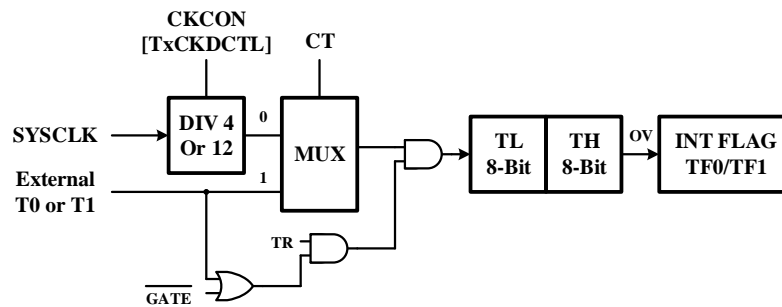 CKCON
[TxCKDCTL]
CT
SYSCLK
DIV 4
Or 12
0
MUX
External
T0 or T1
1
TL
8-Bit
TH
8-Bit
OV
INT FLAG
TF0/TF1
TR
GATE